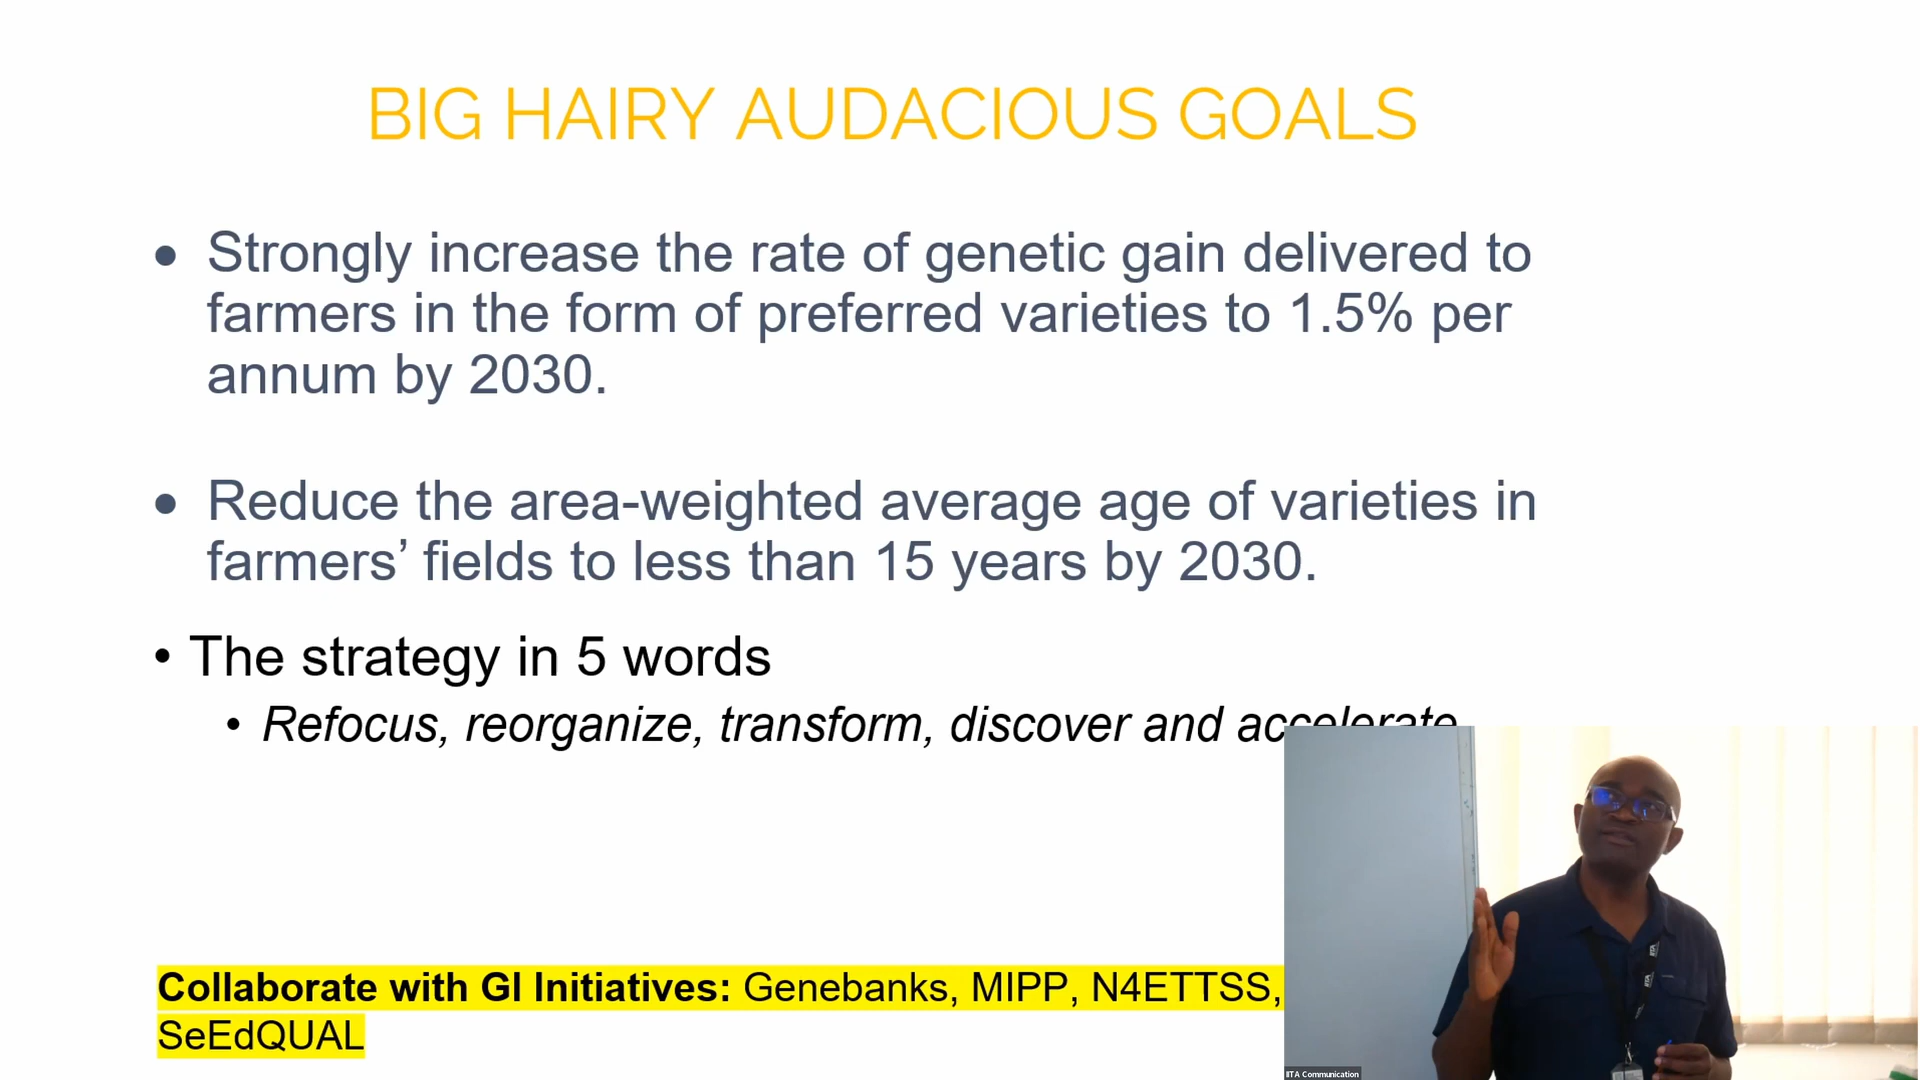 BIG HAIRY AUDACIOUS GOALS
• Strongly increase the rate of genetic gain delivered to
farmers in the form of preferred varieties to 1.5% per
annum by 2030.
• Reduce the area-weighted average age of varieties in
farmers’ fields to less than 15 years by 2030.
• The strategy in 5 words
• Refocus, reorganize, transform, discover and accelerate
Collaborate with GI Initiatives: Genebanks, MIPP, N4ETTSS,
SeEdQUAL
IITA Communication